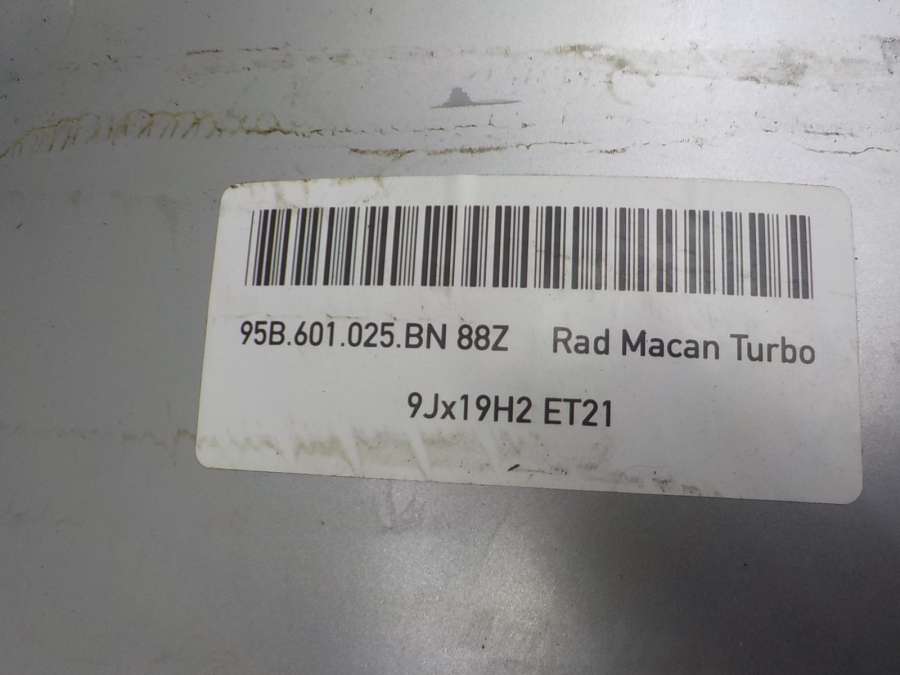 95B.601.025.BN 88Z Rad Macan Turbo
9Jx19H2 ET21